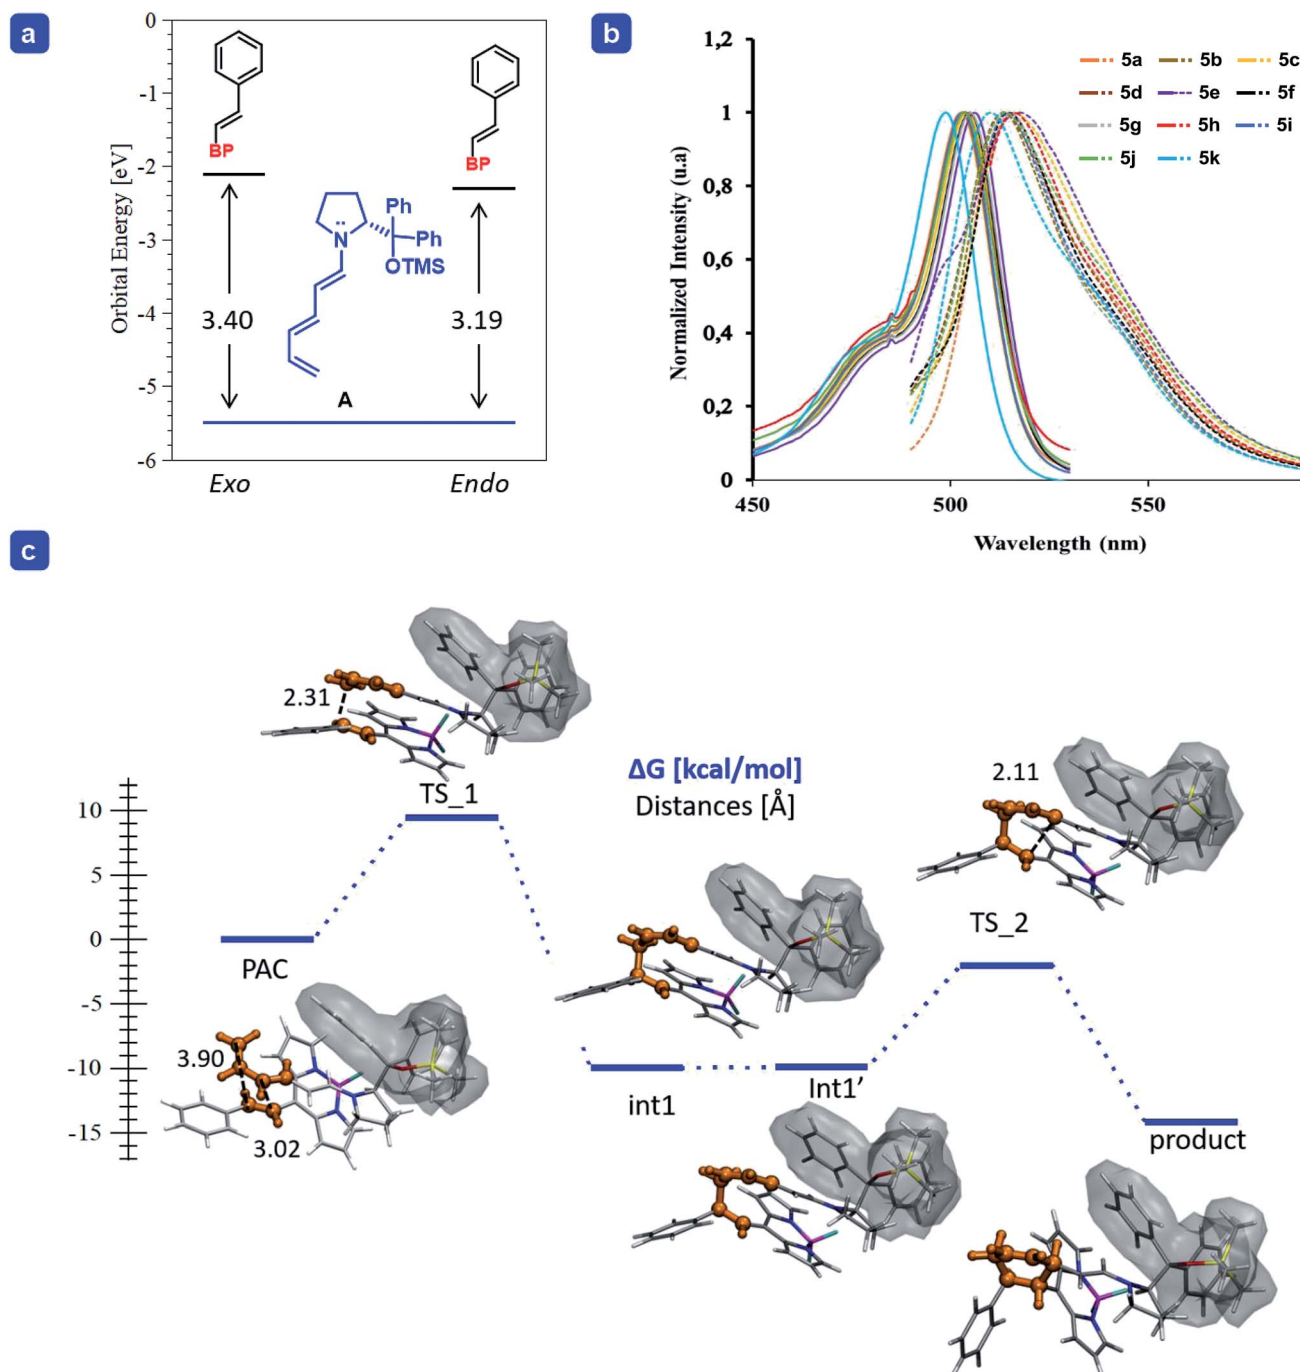 a
Orbital Energy [eV]
0
-1
-2
-3
-4
-5
-6
BP
BP
N
Ph
Ph
OTMS
3.40
3.19
A
Exo
Endo
b
Normalized Intensity (u.a)
1,2
1
0,8
0,6
0,4
0,2
0
5a 5b 5c
5d 5e 5f
5g 5h 5i
5j 5k
450 500 550
Wavelength (nm)
c
2.31
TS_1
ΔG [kcal/mol]
Distances [Å]
2.11
TS_2
10
5
0
-5
-10
-15
PAC
3.90
3.02
int1
Int1’
product